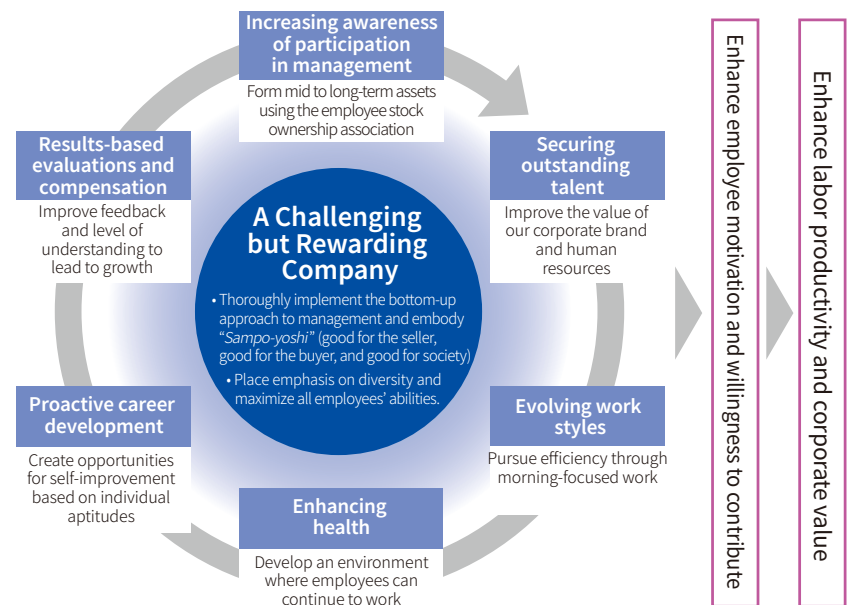 Increasing awareness
of participation
in management
Form mid to long-term assets
using the employee stock
ownership association
Securing
outstanding
talent
Improve the value of
our corporate brand
and human
resources
Evolving work
styles
Pursue efficiency through
morning-focused work
Enhancing
health
Develop an environment
where employees can
continue to work
Proactive career
development
Create opportunities
for self-improvement
based on individual
aptitudes
Results-based
evaluations and
compensation
Improve feedback
and level of
understanding to
lead to growth
A Challenging
but Rewarding
Company
• Thoroughly implement the bottom-up
approach to management and embody
“Sampo-yoshi” (good for the seller,
good for the buyer, and good for society)
• Place emphasis on diversity and
maximize all employees’ abilities.
Enhance employee motivation and willingness to contribute
Enhance labor productivity and corporate value